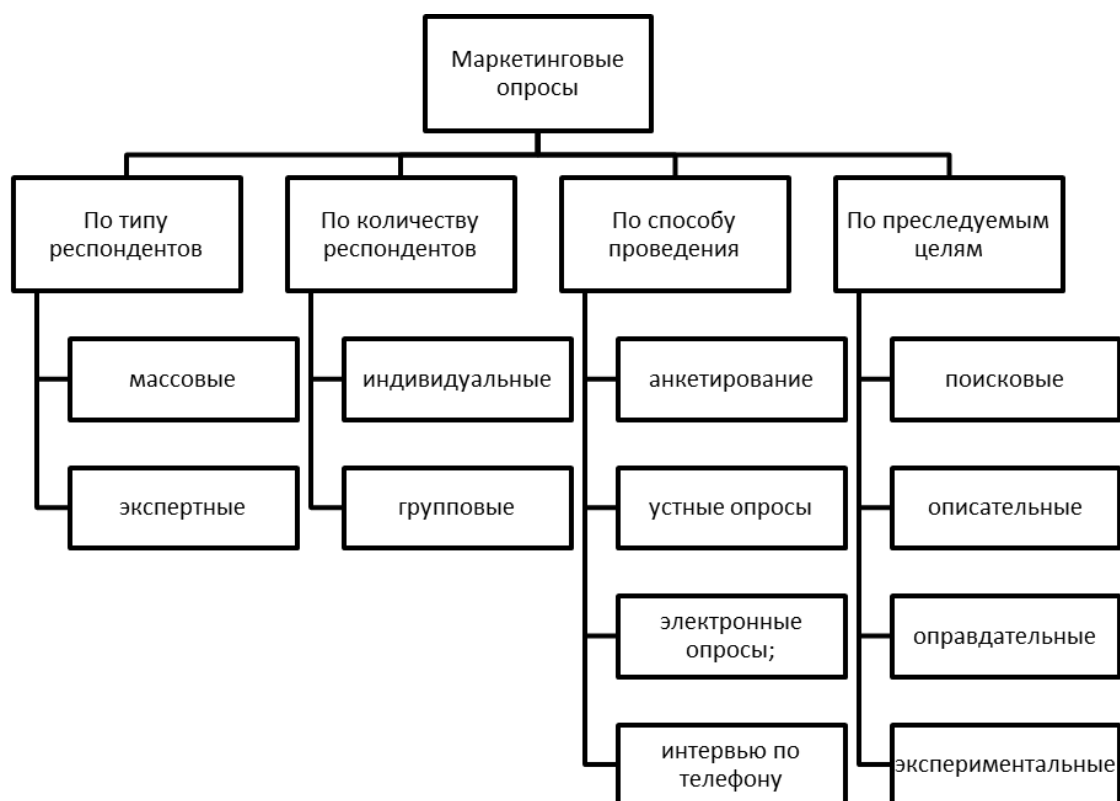 Маркетинговые
опросы
По типу
респондентов
массовые
экспертные
По количеству
респондентов
индивидуальные
групповые
По способу
проведения
анкетирование
устные опросы
электронные
опросы;
интервью по
телефону
По преследуемым
целям
поисковые
описательные
оправдательные
экспериментальные